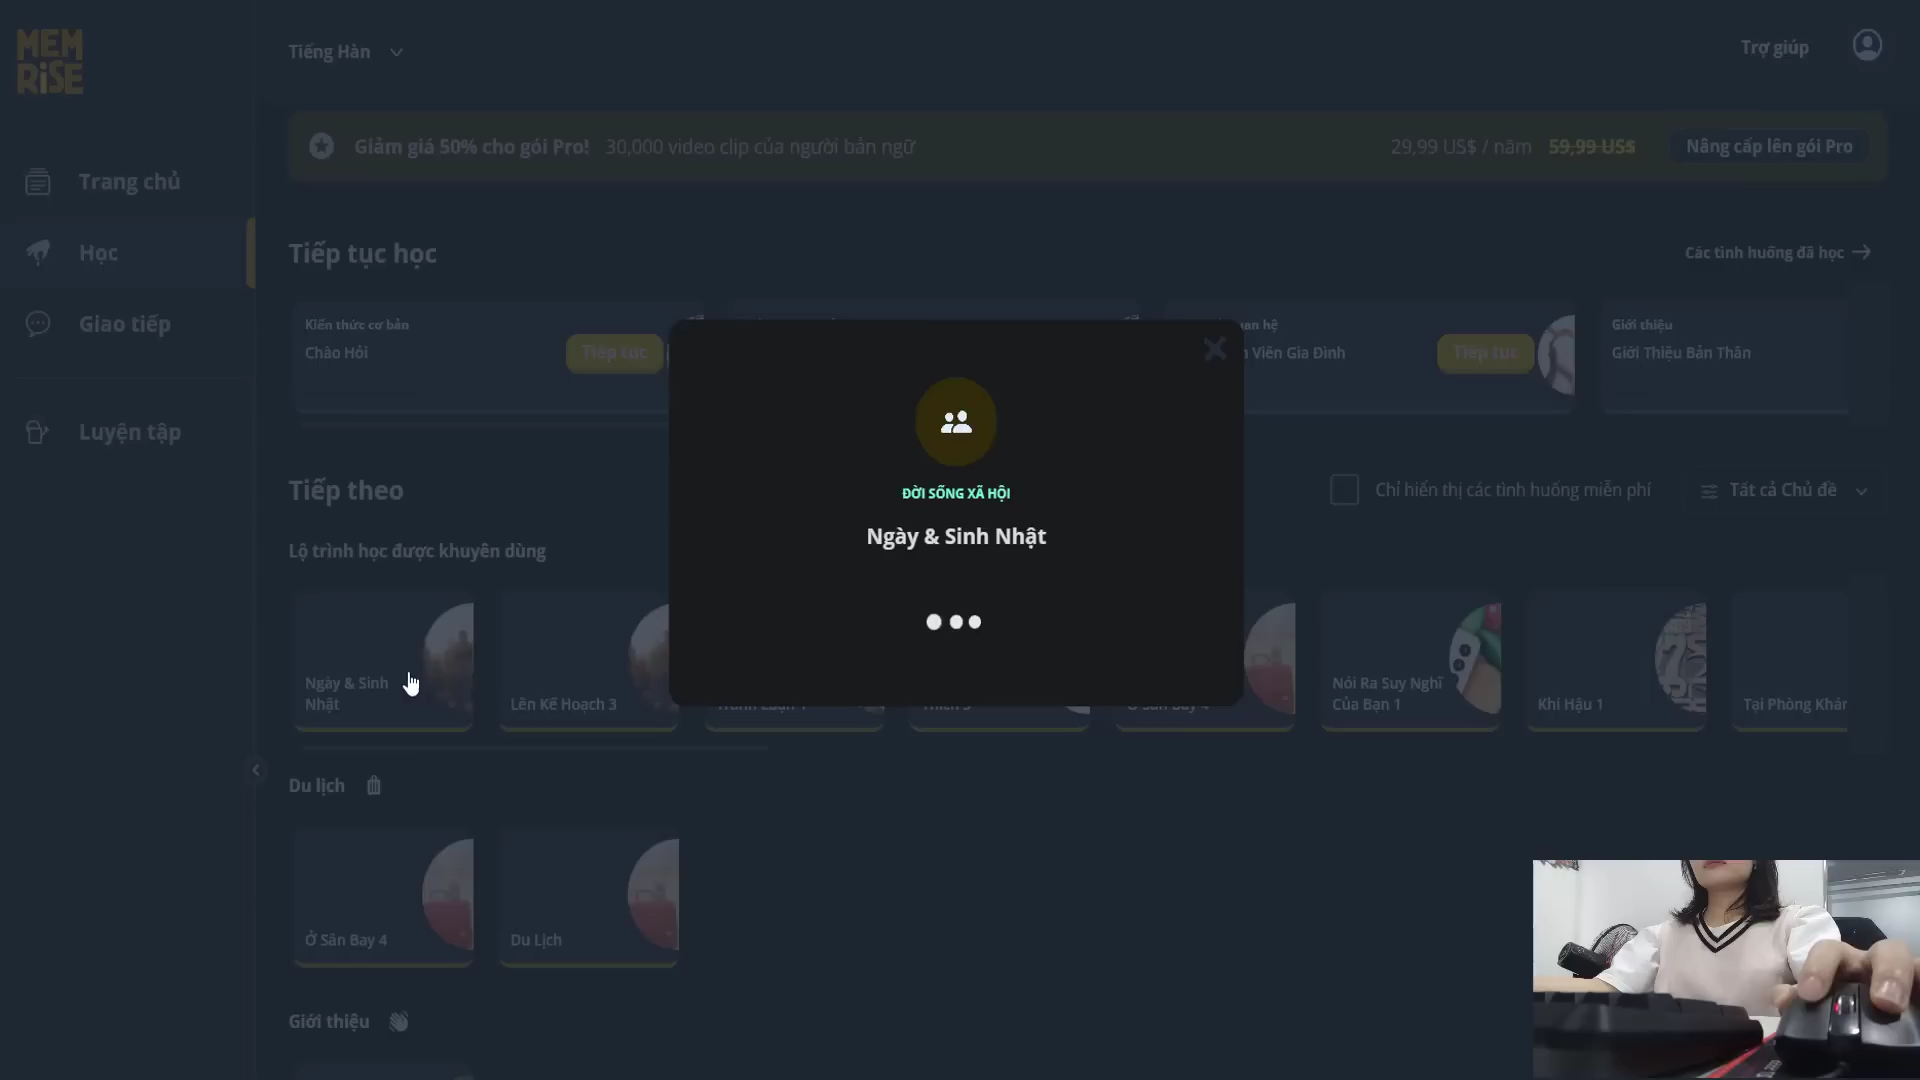 MEM
RiSE
Tiếng Hàn
Trợ giúp
Giảm giá 50% cho gói Pro! 30,000 video clip của người bản ngữ 29,99 US$ / năm 59,99 US$ Nâng cấp lên gói Pro
Trang chủ
Học
Giao tiếp
Luyện tập
Tiếp tục học
Các tình huống đã học
Kiến thức cơ bản
Chào Hỏi
Tiếp tục
Viên Gia Đình
Tiếp tục
Giới thiệu
Giới Thiệu Bản Thân
ĐỜI SỐNG XÃ HỘI
Ngày & Sinh Nhật
Tiếp theo
Chỉ hiển thị các tình huống miễn phí
Tất cả Chủ đề
Lộ trình học được khuyên dùng
Ngày & Sinh
Nhật
Lên Kế Hoạch 3
Nói Ra Suy Nghĩ
Của Bạn 1
Khí Hậu 1
Tại Phòng Khám
Du lịch
Ở Sân Bay 4
Du Lịch
Giới thiệu